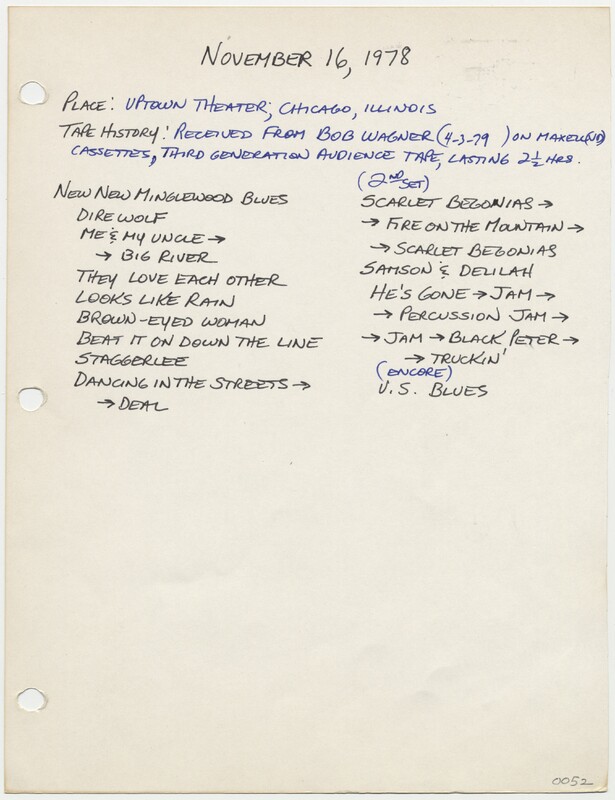 NOVEMBER 16, 1978
PLACE: UPTOWN THEATER, CHICAGO, ILLINOIS
TAPE HISTORY: RECEIVED FROM BOB WAGNER (4-3-79 ) ON MAXELL(UD)
CASSETTES, THIRD GENERATION AUDIENCE TAPE, LASTING 2½ HRS.
NEW NEW MINGLEWOOD BLUES
DIRE WOLF
ME & MY UNCLE →
→ BIG RIVER
THEY LOVE EACH OTHER
LOOKS LIKE RAIN
BROWN-EYED WOMAN
BEAT IT ON DOWN THE LINE
STAGGERLEE
DANCING IN THE STREETS →
→ DEAL
(2ND SET)
SCARLET BEGONIAS →
→ FIRE ON THE MOUNTAIN →
→ SCARLET BEGONIAS
SAMSON & DELILAH
HE'S GONE → JAM →
→ PERCUSSION JAM →
→ JAM → BLACK PETER →
→ TRUCKIN'
(ENCORE)
U.S. BLUES
0052